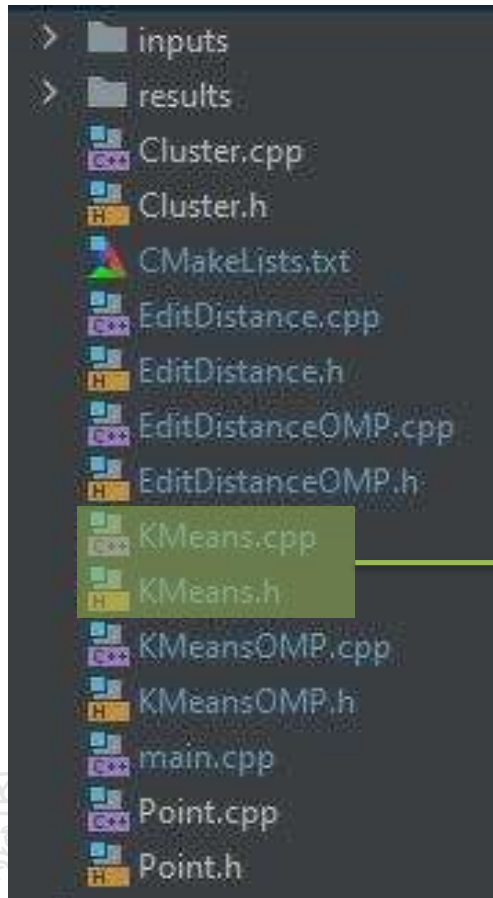 inputs
results
C++ Cluster.cpp
H Cluster.h
CMakeLists.txt
C++ EditDistance.cpp
H EditDistance.h
C++ EditDistanceOMP.cpp
H EditDistanceOMP.h
C++ KMeans.cpp
H KMeans.h
C++ KMeansOMP.cpp
H KMeansOMP.h
C++ main.cpp
C++ Point.cpp
H Point.h